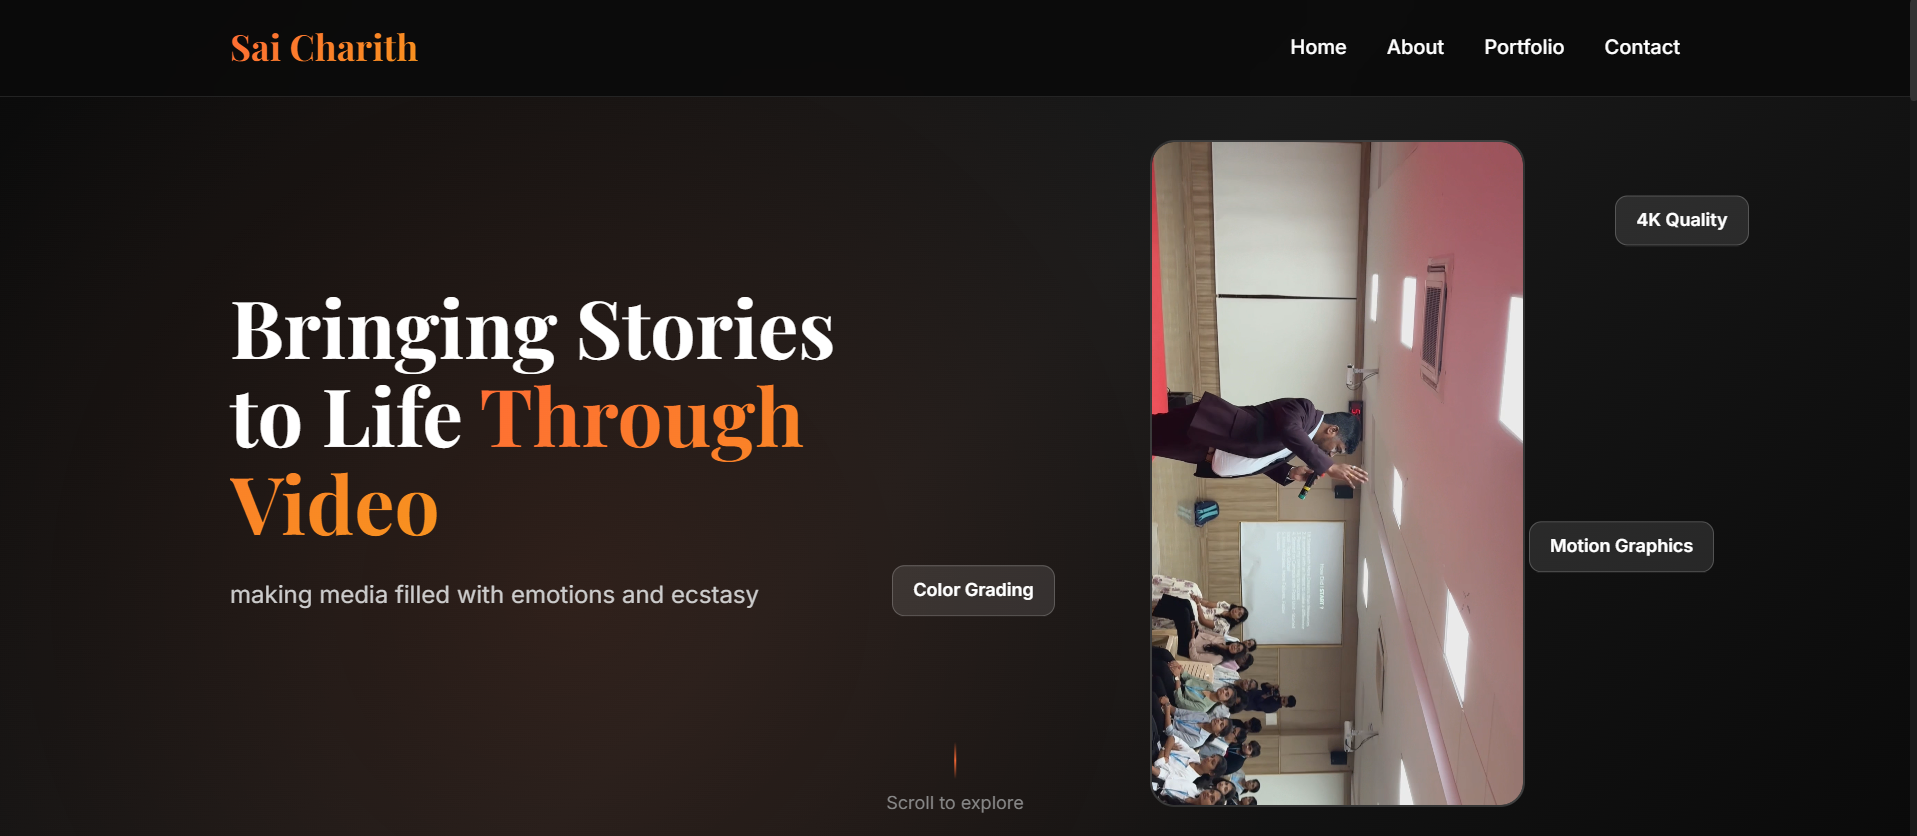 Sai Charith
Home
About
Portfolio
Contact
4K Quality
Bringing Stories
to Life Through
Video
Motion Graphics
making media filled with emotions and ecstasy
Color Grading
Scroll to explore